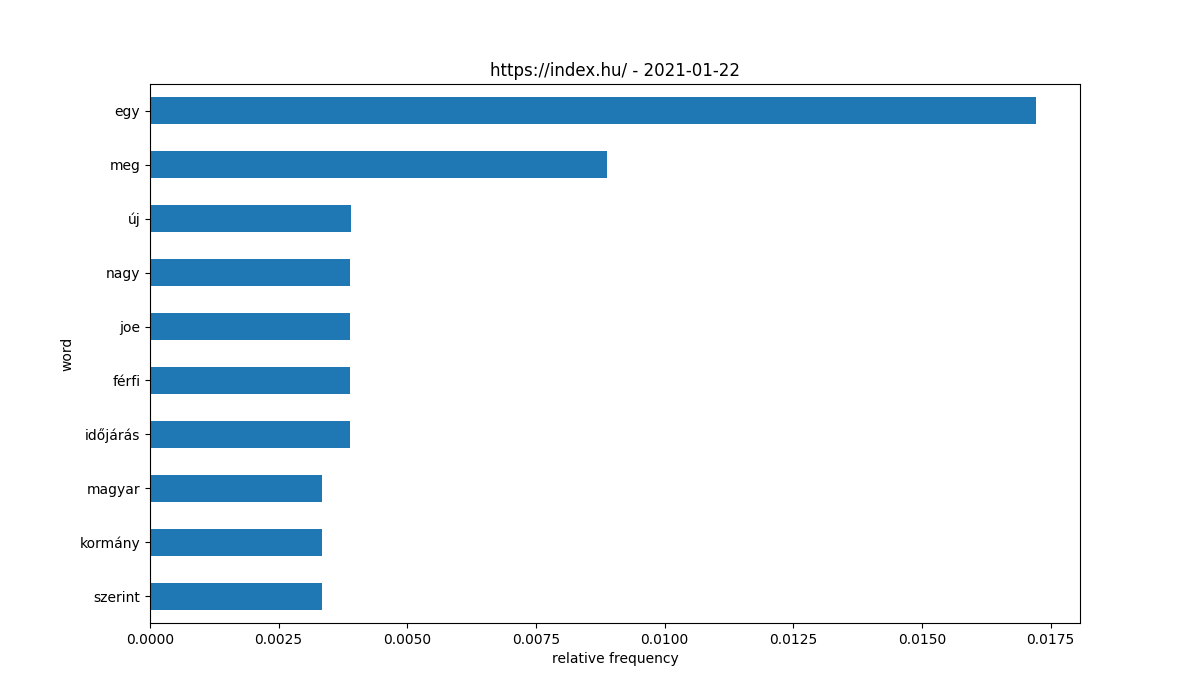 https://index.hu/ - 2021-01-22
egy
meg
új
nagy
joe
férfi
időjárás
magyar
kormány
szerint
word
0.0000 0.0025 0.0050 0.0075 0.0100 0.0125 0.0150 0.0175
relative frequency